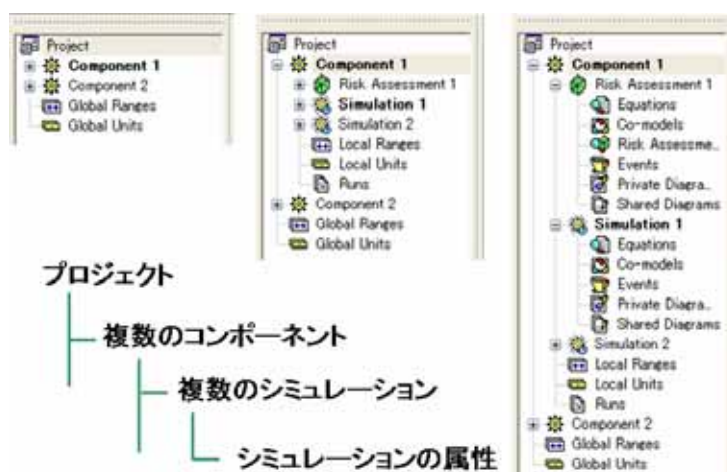 Project
Component 1
Component 2
Global Ranges
Global Units
Project
Component 1
Risk Assessment 1
Simulation 1
Simulation 2
Local Ranges
Local Units
Runs
Component 2
Global Ranges
Global Units
Project
Component 1
Risk Assessment 1
Equations
Co-models
Risk Assessme..
Events
Private Diagra..
Shared Diagrams
Simulation 1
Equations
Co-models
Events
Private Diagra..
Shared Diagrams
Simulation 2
Local Ranges
Local Units
Runs
Component 2
Global Ranges
Global Units
プロジェクト
複数のコンポーネント
複数のシミュレーション
シミュレーションの属性